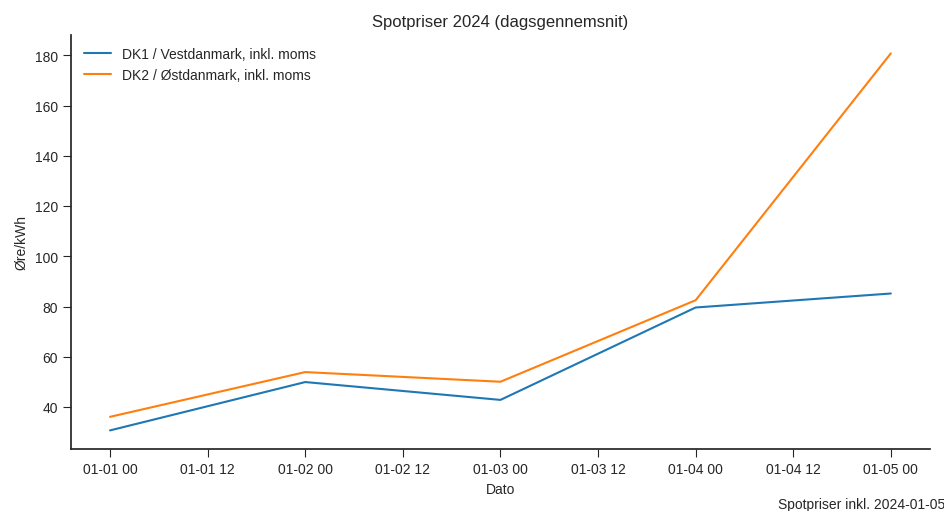 Spotpriser 2024 (dagsgennemsnit)
DK1 / Vestdanmark, inkl. moms
DK2 / Østdanmark, inkl. moms
180
160
140
120
100
80
60
40
Øre/kWh
01-01 00
01-01 12
01-02 00
01-02 12
01-03 00
01-03 12
01-04 00
01-04 12
01-05 00
Dato
Spotpriser inkl. 2024-01-05